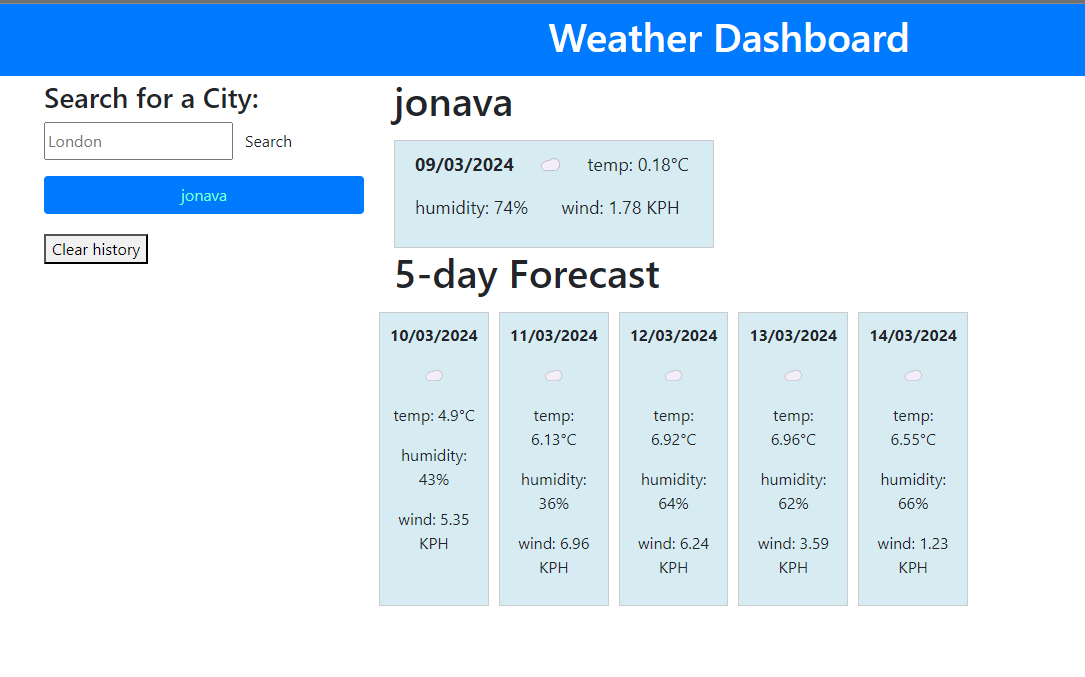 Weather Dashboard
Search for a City:
London
Search
jonava
Clear history
jonava
09/03/2024 temp: 0.18°C
humidity: 74% wind: 1.78 KPH
5-day Forecast
10/03/2024
temp: 4.9°C
humidity:
43%
wind: 5.35
KPH
11/03/2024
temp:
6.13°C
humidity:
36%
wind: 6.96
KPH
12/03/2024
temp:
6.92°C
humidity:
64%
wind: 6.24
KPH
13/03/2024
temp:
6.96°C
humidity:
62%
wind: 3.59
KPH
14/03/2024
temp:
6.55°C
humidity:
66%
wind: 1.23
KPH